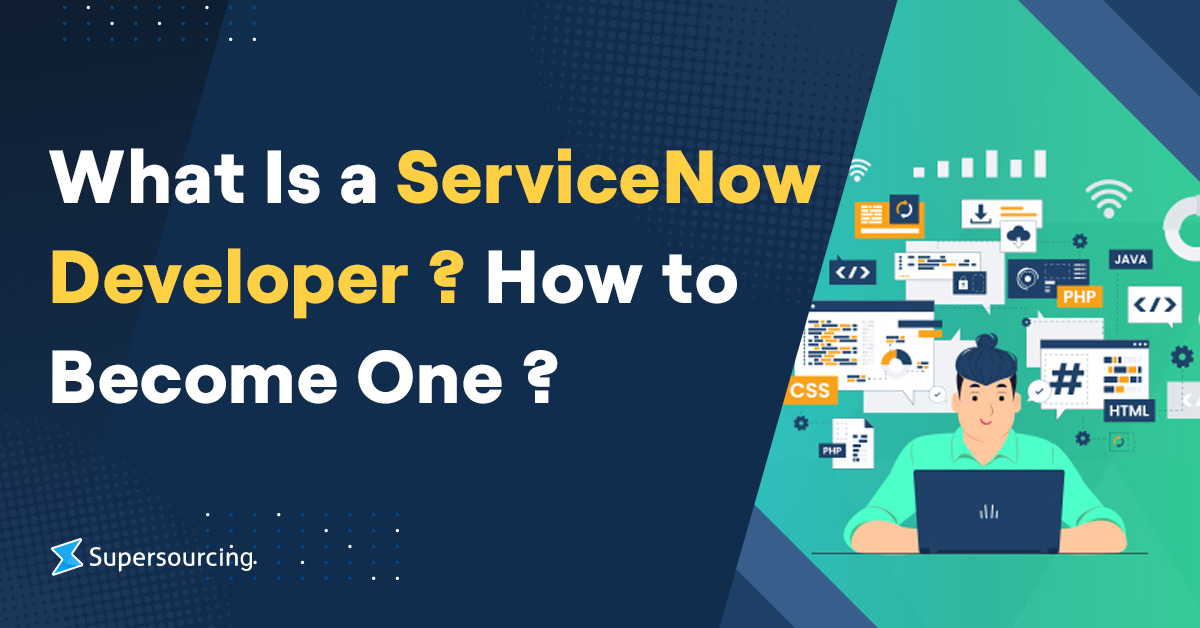 What Is a ServiceNow
Developer ? How to
Become One ?
Supersourcing
JAVA
</>
PHP
</>
#
CSS
HTML
PHP